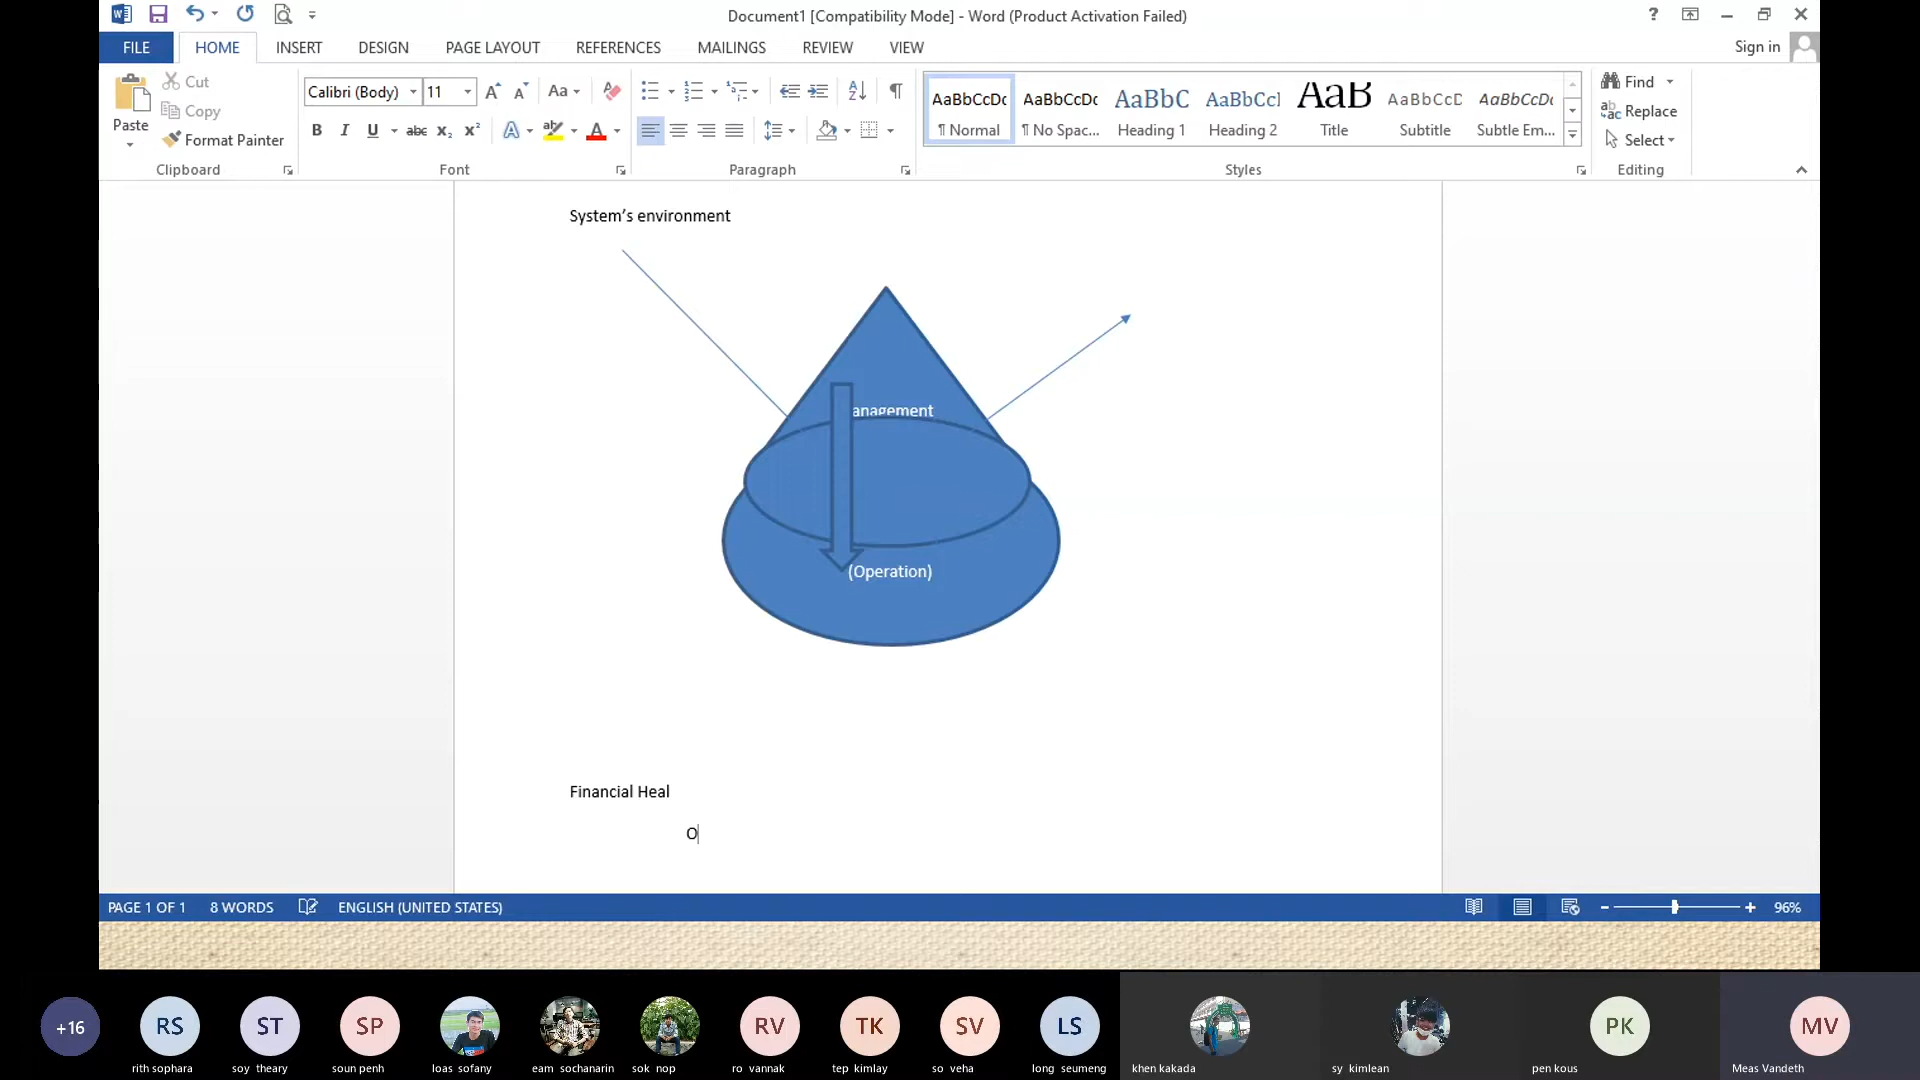 Document1 [Compatibility Mode] - Word (Product Activation Failed)
?
FILE HOME INSERT DESIGN PAGE LAYOUT REFERENCES MAILINGS REVIEW VIEW
Sign in
Paste
Cut
Copy
Format Painter
Clipboard
Calibri (Body) 11
Font
Paragraph
AaBbCcDc AaBbCcDc AaBbC AaBbCcI AaB AaBbCcD AaBbCcDc
¶ Normal ¶ No Spac... Heading 1 Heading 2 Title Subtitle Subtle Em...
Styles
Find
Replace
Select
Editing
System’s environment
anagement
(Operation)
Financial Heal
O
PAGE 1 OF 1 8 WORDS ENGLISH (UNITED STATES) 96%
+16 RS ST SP RV TK SV LS PK MV
rith sophara soy theary soun penh loas sofany eam sochanarin sok nop ro vannak tep kimlay so veha long seumeng khen kakada sy kimlean pen kous Meas Vandeth